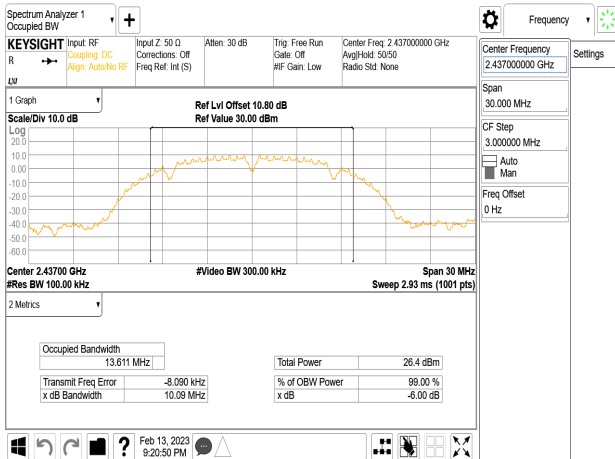 Spectrum Analyzer 1
Occupied BW
Frequency
KEYSIGHT
R
Input: RF
Coupling: DC
Align: Auto/No RF
Input Z: 50 Ω
Corrections: Off
Freq Ref: Int (S)
Atten: 30 dB
Trig: Free Run
Gate: Off
#IF Gain: Low
Center Freq: 2.437000000 GHz
Avg|Hold: 50/50
Radio Std: None
LXI
Center Frequency
2.437000000 GHz
Settings
Span
30.000 MHz
CF Step
3.000000 MHz
Auto
Man
Freq Offset
0 Hz
1 Graph
Scale/Div 10.0 dB
Ref Lvl Offset 10.80 dB
Ref Value 30.00 dBm
Log
20.0
10.0
0.00
-10.0
-20.0
-30.0
-40.0
-50.0
-60.0
Center 2.43700 GHz
#Video BW 300.00 kHz
Span 30 MHz
#Res BW 100.00 kHz
Sweep 2.93 ms (1001 pts)
2 Metrics
Occupied Bandwidth
13.611 MHz
Total Power 26.4 dBm
Transmit Freq Error -8.090 kHz
% of OBW Power 99.00 %
x dB Bandwidth 10.09 MHz
x dB -6.00 dB
?
Feb 13, 2023
9:20:50 PM